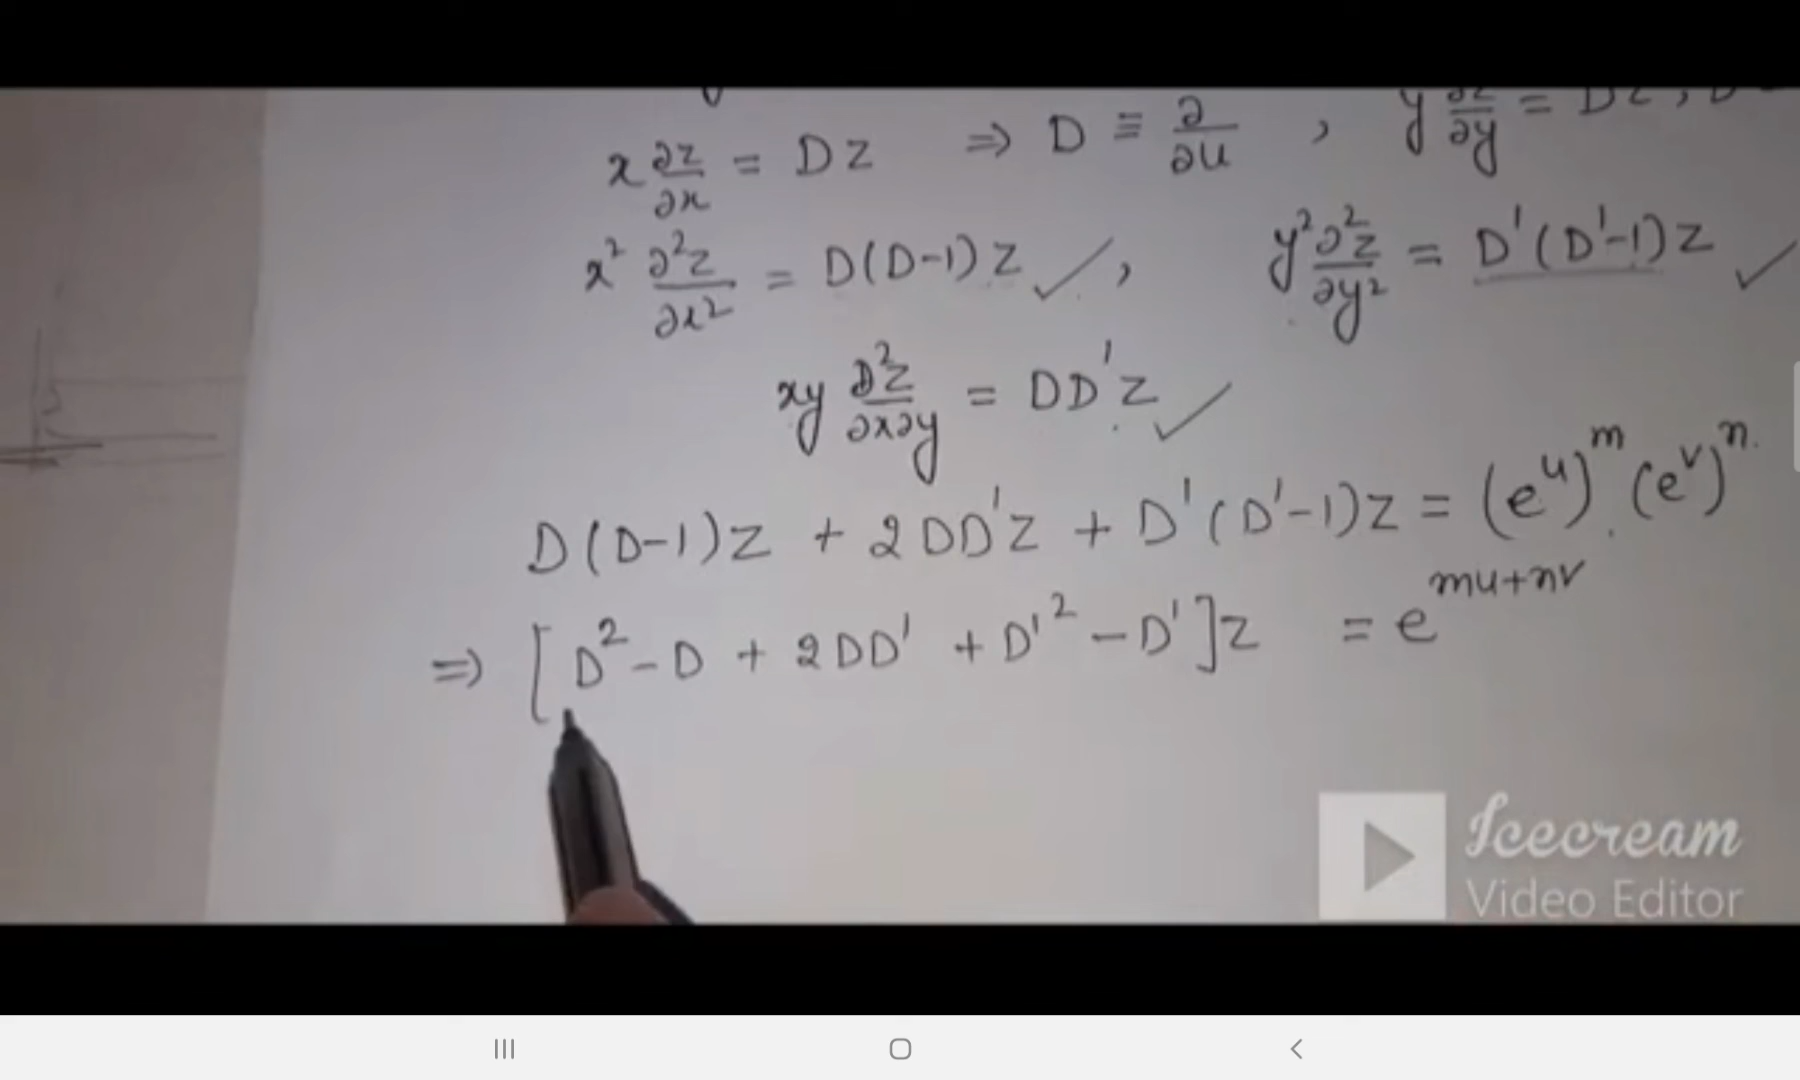 x ∂z/∂x = Dz ⇒ D ≡ ∂/∂u , y ∂z/∂y = D'z ,
x² ∂²z/∂x² = D(D-1)z ✓ , y² ∂²z/∂y² = D'(D'-1)z ✓
xy D²z/∂x∂y = DD'z ✓
D(D-1)z + 2DD'z + D'(D'-1)z = (e^u)^m . (e^v)^n.
⇒ [D² - D + 2DD' + D'² - D']z = e^mu+nv
Icecream
Video Editor